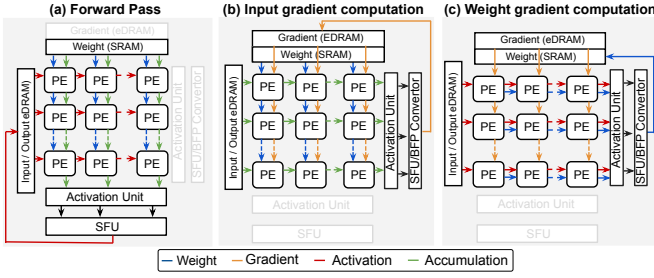 (a) Forward Pass
Gradient (eDRAM)
Weight (SRAM)
Input / Output eDRAM)
PE PE PE
PE PE PE
PE PE PE
Activation Unit
SFU/BFP Convertor
Activation Unit
SFU
(b) Input gradient computation
Gradient (EDRAM)
Weight (SRAM)
Input / Output eDRAM)
PE PE PE
PE PE PE
PE PE PE
Activation Unit
SFU/BFP Convertor
Activation Unit
SFU
(c) Weight gradient computation
Gradient (eDRAM)
Weight (SRAM)
Input / Output eDRAM)
PE PE PE
PE PE PE
PE PE PE
Activation Unit
SFU/BFP Convertor
Activation Unit
SFU
Weight Gradient Activation Accumulation